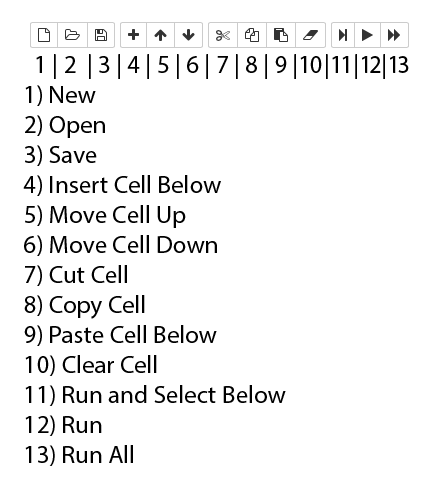 1 | 2 | 3 | 4 | 5 | 6 | 7 | 8 | 9 |10|11|12|13
1) New
2) Open
3) Save
4) Insert Cell Below
5) Move Cell Up
6) Move Cell Down
7) Cut Cell
8) Copy Cell
9) Paste Cell Below
10) Clear Cell
11) Run and Select Below
12) Run
13) Run All